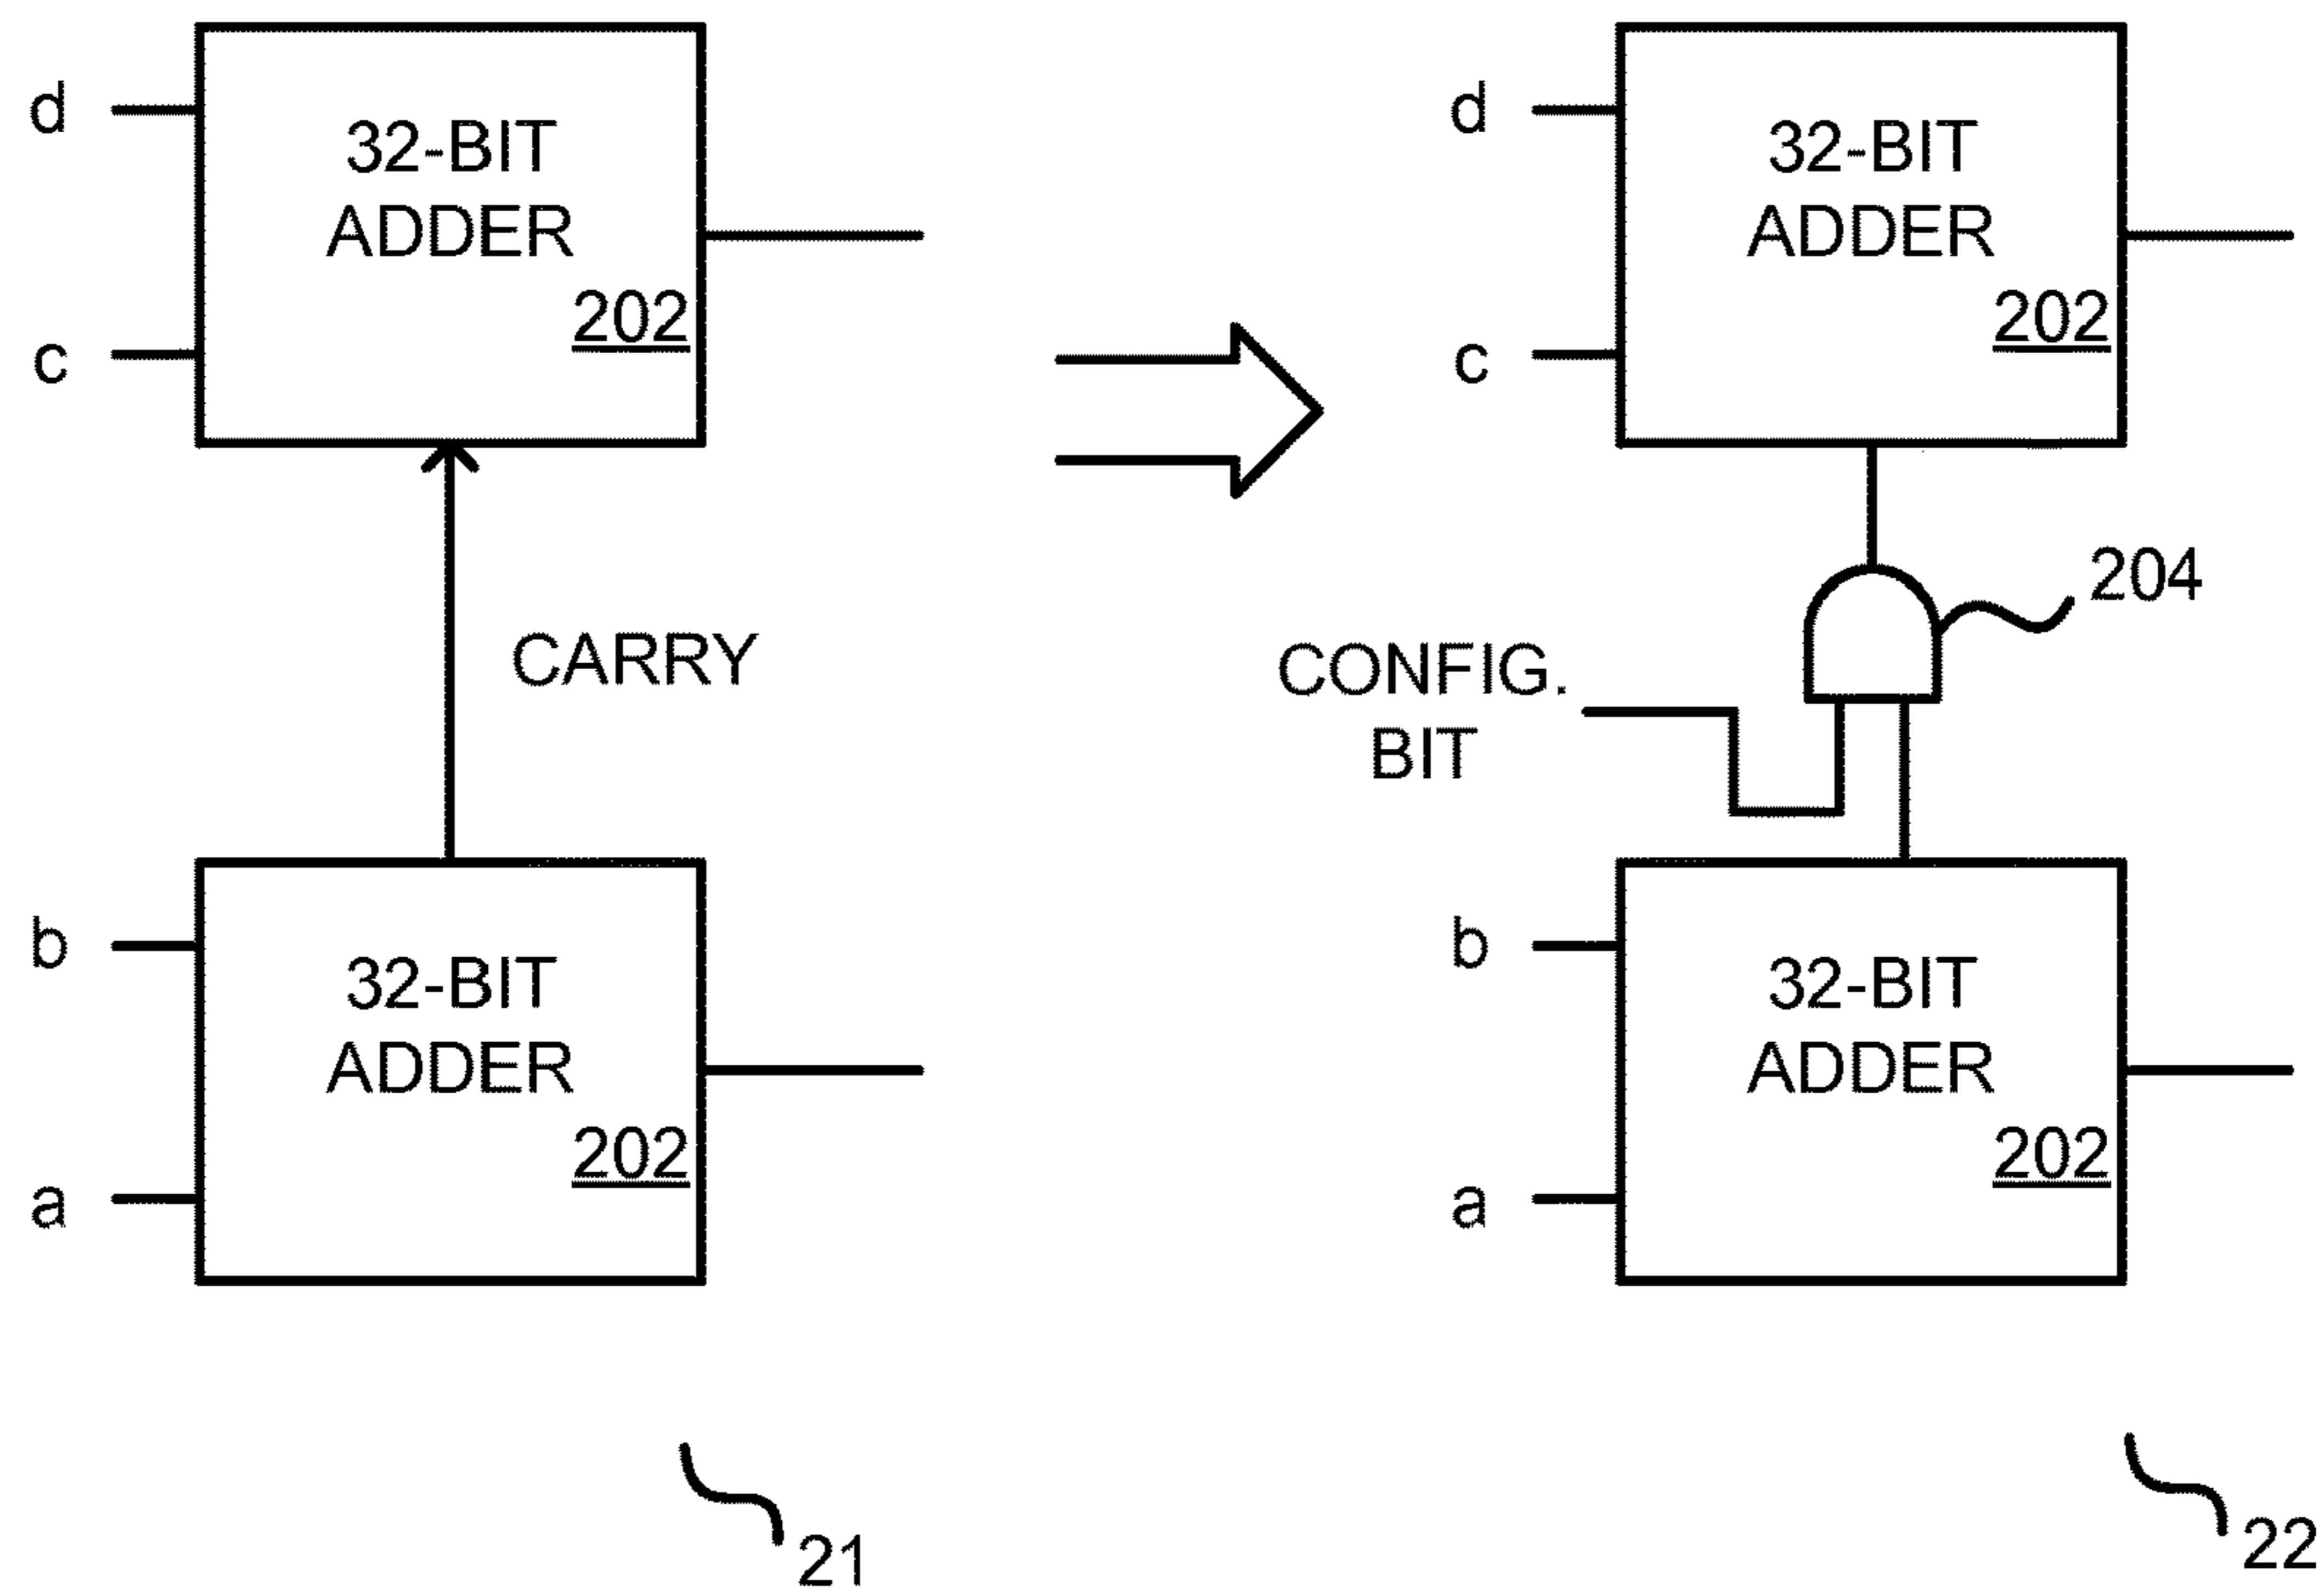 d
32-BIT
ADDER
202
c
CARRY
b
32-BIT
ADDER
202
a
21
d
32-BIT
ADDER
202
c
204
CONFIG.
BIT
b
32-BIT
ADDER
202
a
22